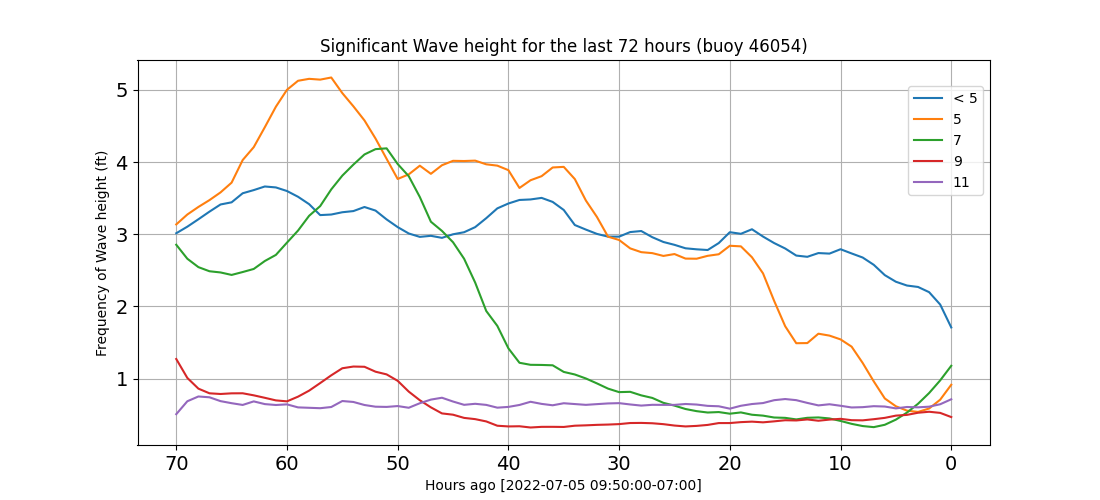 Significant Wave height for the last 72 hours (buoy 46054)
Frequency of Wave height (ft)
5
4
3
2
1
< 5
5
7
9
11
70 60 50 40 30 20 10 0
Hours ago [2022-07-05 09:50:00-07:00]